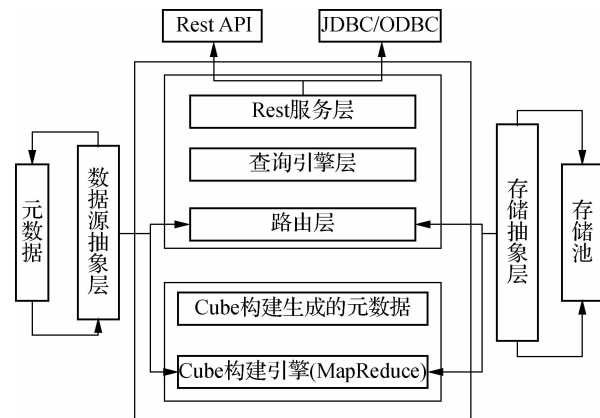 Rest API
JDBC/ODBC
Rest服务层
查询引擎层
路由层
元数据
数据源抽象层
存储抽象层
存储池
Cube构建生成的元数据
Cube构建引擎(MapReduce)